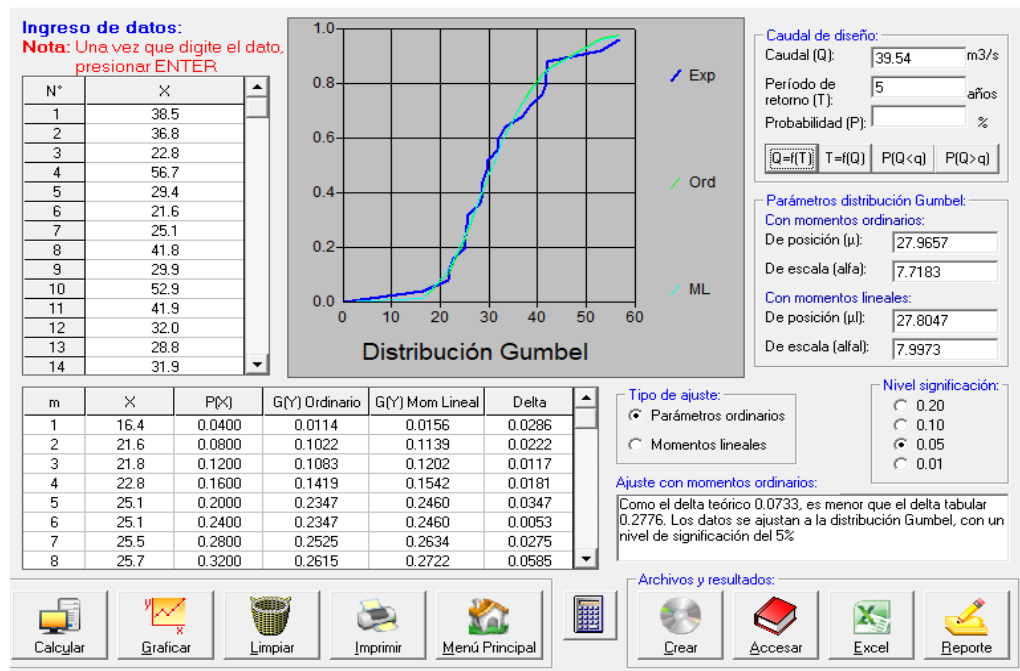 Ingreso de datos:
Nota: Una vez que digite el dato,
presionar ENTER
N° X
1 38.5
2 36.8
3 22.8
4 56.7
5 29.4
6 21.6
7 25.1
8 41.8
9 29.9
10 52.9
11 41.9
12 32.0
13 28.8
14 31.9
1.0
0.8
0.6
0.4
0.2
0.0
0 10 20 30 40 50 60
Distribución Gumbel
Exp
Ord
ML
Caudal de diseño:
Caudal (Q): 39.54 m3/s
Período de
retorno (T): 5 años
Probabilidad (P): %
Q=f(T) T=f(Q) P(Q<q) P(Q>q)
Parámetros distribución Gumbel:
Con momentos ordinarios:
De posición (µ): 27.9657
De escala (alfa): 7.7183
Con momentos lineales:
De posición (µl): 27.8047
De escala (alfal): 7.9973
m X P(X) G(Y) Ordinario G(Y) Mom Lineal Delta
1 16.4 0.0400 0.0114 0.0156 0.0286
2 21.6 0.0800 0.1022 0.1139 0.0222
3 21.8 0.1200 0.1083 0.1202 0.0117
4 22.8 0.1600 0.1419 0.1542 0.0181
5 25.1 0.2000 0.2347 0.2460 0.0347
6 25.1 0.2400 0.2347 0.2460 0.0053
7 25.5 0.2800 0.2525 0.2634 0.0275
8 25.7 0.3200 0.2615 0.2722 0.0585
Tipo de ajuste:
Parámetros ordinarios
Momentos lineales
Nivel significación:
0.20
0.10
0.05
0.01
Ajuste con momentos ordinarios:
Como el delta teórico 0.0733, es menor que el delta tabular
0.2776. Los datos se ajustan a la distribución Gumbel, con un
nivel de significación del 5%
Calcular Graficar Limpiar Imprimir Menú Principal
Archivos y resultados:
Crear Accesar Excel Reporte